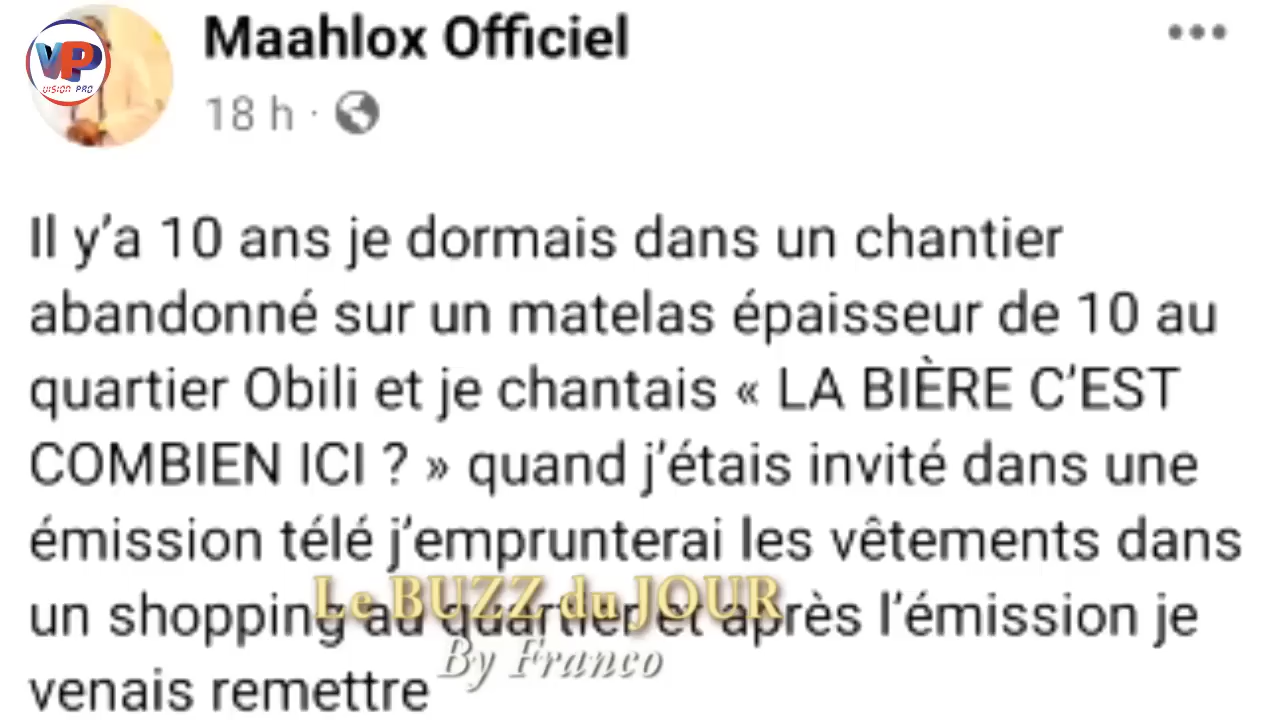 VP
VISION PRO
Maahlox Officiel
18 h ·
Il y’a 10 ans je dormais dans un chantier
abandonné sur un matelas épaisseur de 10 au
quartier Obili et je chantais « LA BIÈRE C’EST
COMBIEN ICI ? » quand j’étais invité dans une
émission télé j’emprunterai les vêtements dans
un shopping au quartier et après l’émission je
venais remettre
Le BUZZ du JOUR
By Franco